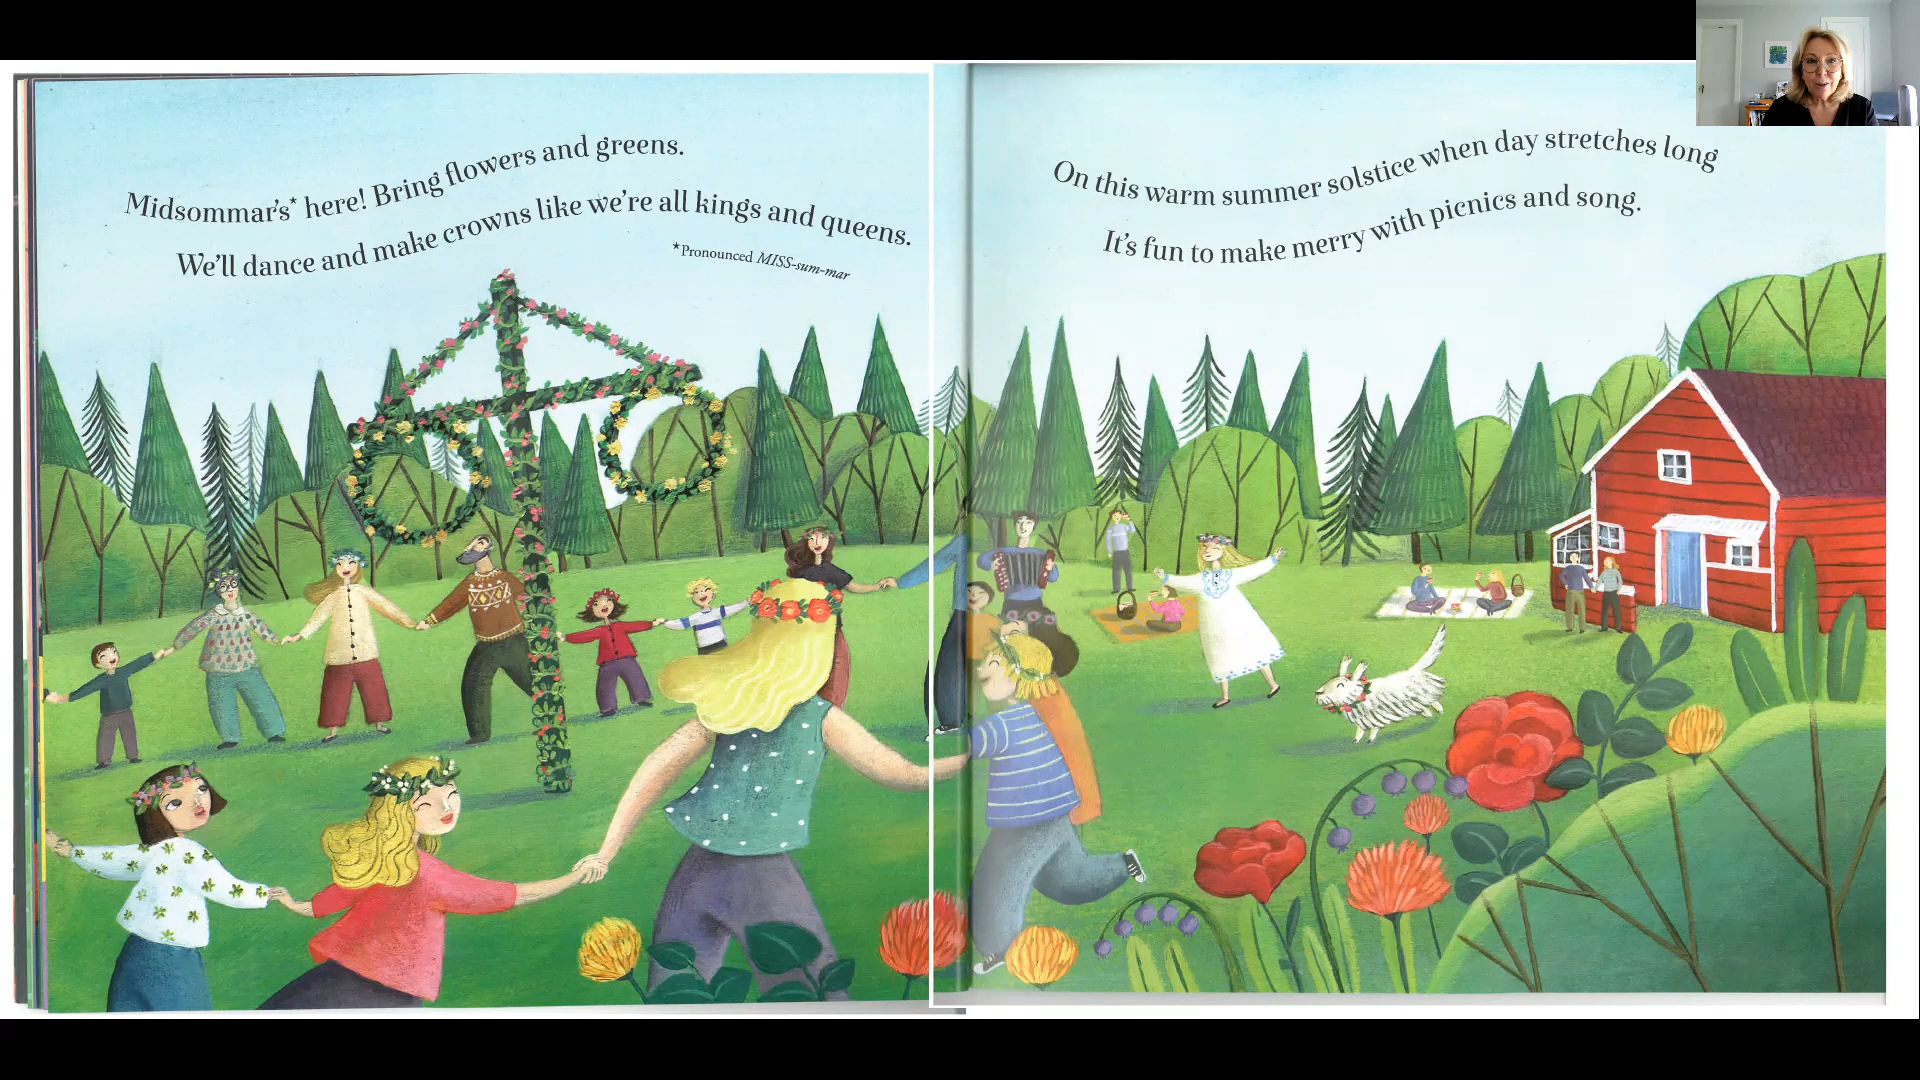 Midsommar's* here! Bring flowers and greens.
We'll dance and make crowns like we're all kings and queens.
*Pronounced MISS-sum-mar
On this warm summer solstice when day stretches long
It's fun to make merry with picnics and song.